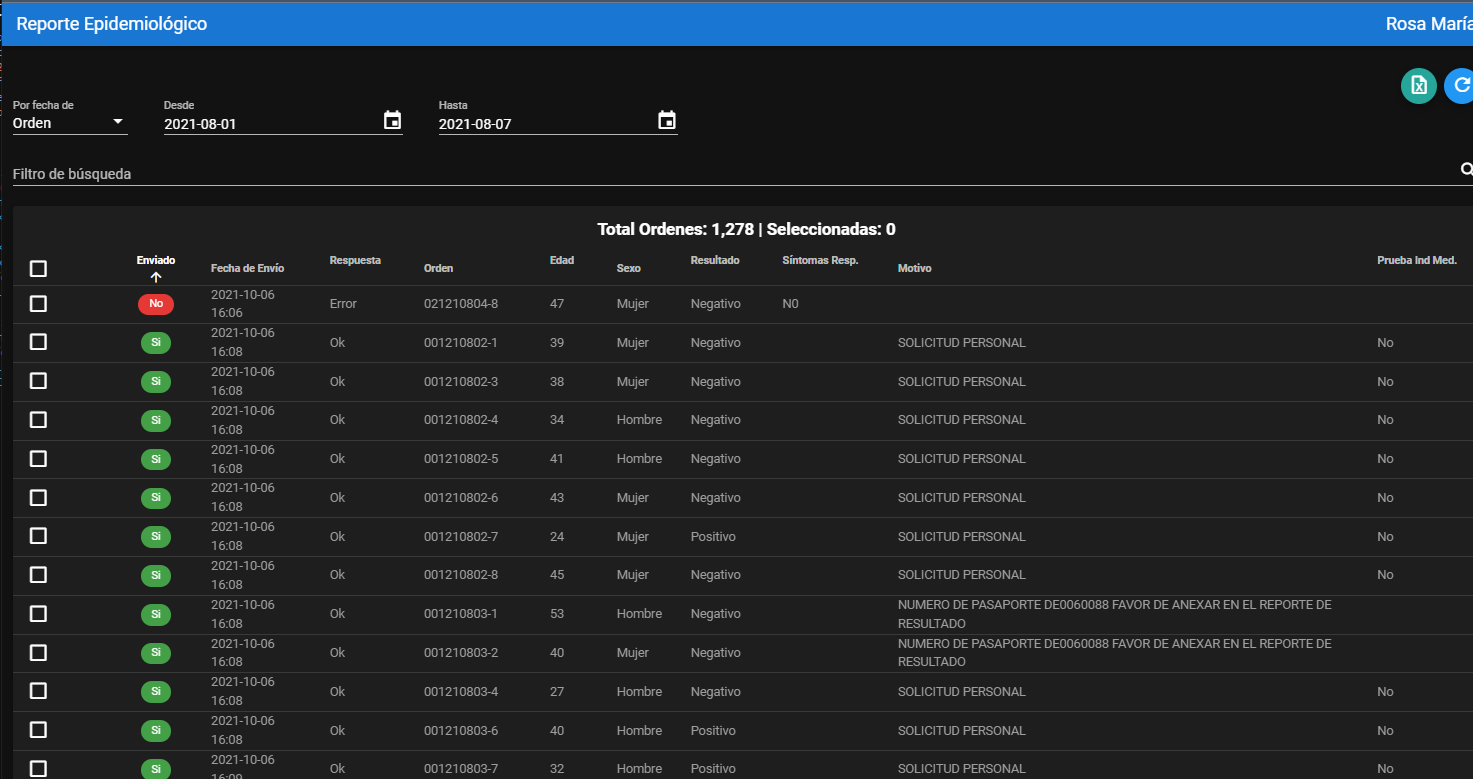 Reporte Epidemiológico
Rosa María
Por fecha de
Orden
Desde
2021-08-01
Hasta
2021-08-07
Filtro de búsqueda
Total Ordenes: 1,278 | Seleccionadas: 0
Enviado Fecha de Envío Respuesta Orden Edad Sexo Resultado Síntomas Resp. Motivo Prueba Ind Med.
No 2021-10-06 16:06 Error 021210804-8 47 Mujer Negativo N0
Si 2021-10-06 16:08 Ok 001210802-1 39 Mujer Negativo SOLICITUD PERSONAL No
Si 2021-10-06 16:08 Ok 001210802-3 38 Mujer Negativo SOLICITUD PERSONAL No
Si 2021-10-06 16:08 Ok 001210802-4 34 Hombre Negativo SOLICITUD PERSONAL No
Si 2021-10-06 16:08 Ok 001210802-5 41 Hombre Negativo SOLICITUD PERSONAL No
Si 2021-10-06 16:08 Ok 001210802-6 43 Mujer Negativo SOLICITUD PERSONAL No
Si 2021-10-06 16:08 Ok 001210802-7 24 Mujer Positivo SOLICITUD PERSONAL No
Si 2021-10-06 16:08 Ok 001210802-8 45 Mujer Negativo SOLICITUD PERSONAL No
Si 2021-10-06 16:08 Ok 001210803-1 53 Hombre Negativo NUMERO DE PASAPORTE DE0060088 FAVOR DE ANEXAR EN EL REPORTE DE RESULTADO
Si 2021-10-06 16:08 Ok 001210803-2 40 Mujer Negativo NUMERO DE PASAPORTE DE0060088 FAVOR DE ANEXAR EN EL REPORTE DE RESULTADO
Si 2021-10-06 16:08 Ok 001210803-4 27 Hombre Negativo SOLICITUD PERSONAL No
Si 2021-10-06 16:08 Ok 001210803-6 40 Hombre Positivo SOLICITUD PERSONAL No
Si 2021-10-06 Ok 001210803-7 32 Hombre Positivo SOLICITUD PERSONAL No